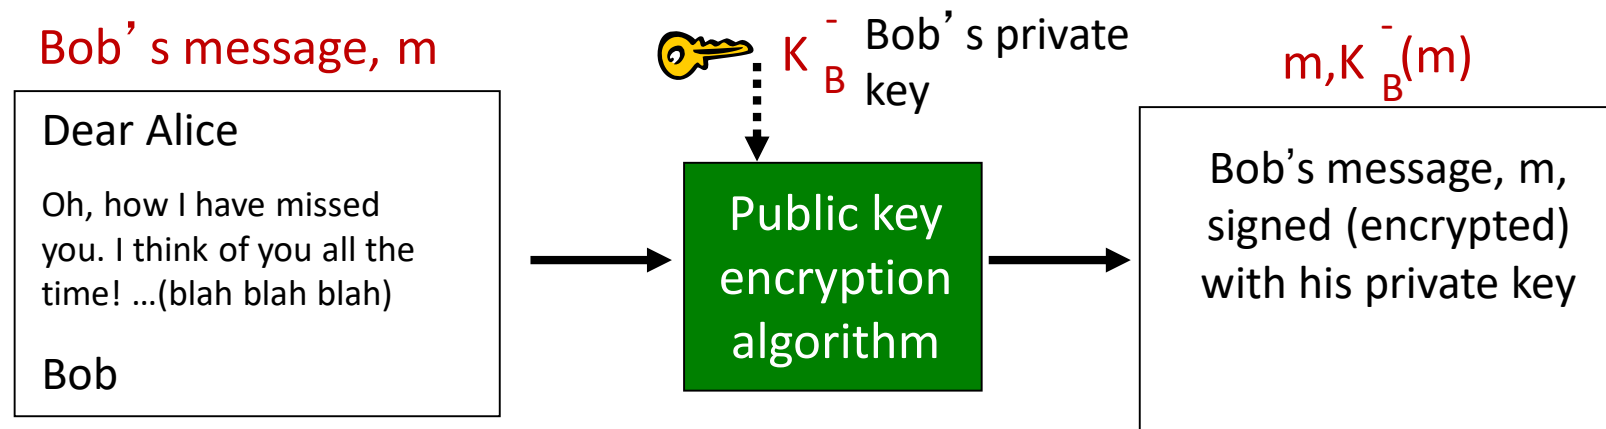 Bob’s message, m
Dear Alice
Oh, how I have missed
you. I think of you all the
time! …(blah blah blah)
Bob
K B - Bob’s private
key
Public key
encryption
algorithm
m,K B - (m)
Bob’s message, m,
signed (encrypted)
with his private key